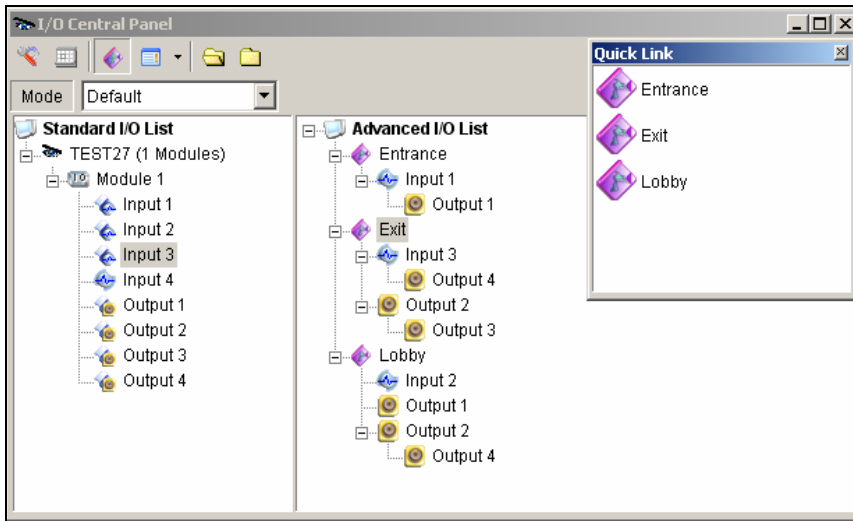 I/O Central Panel
Mode
Default
Standard I/O List
TEST27 (1 Modules)
Module 1
Input 1
Input 2
Input 3
Input 4
Output 1
Output 2
Output 3
Output 4
Advanced I/O List
Entrance
Input 1
Output 1
Exit
Input 3
Output 4
Output 2
Output 3
Lobby
Input 2
Output 1
Output 2
Output 4
Quick Link
Entrance
Exit
Lobby